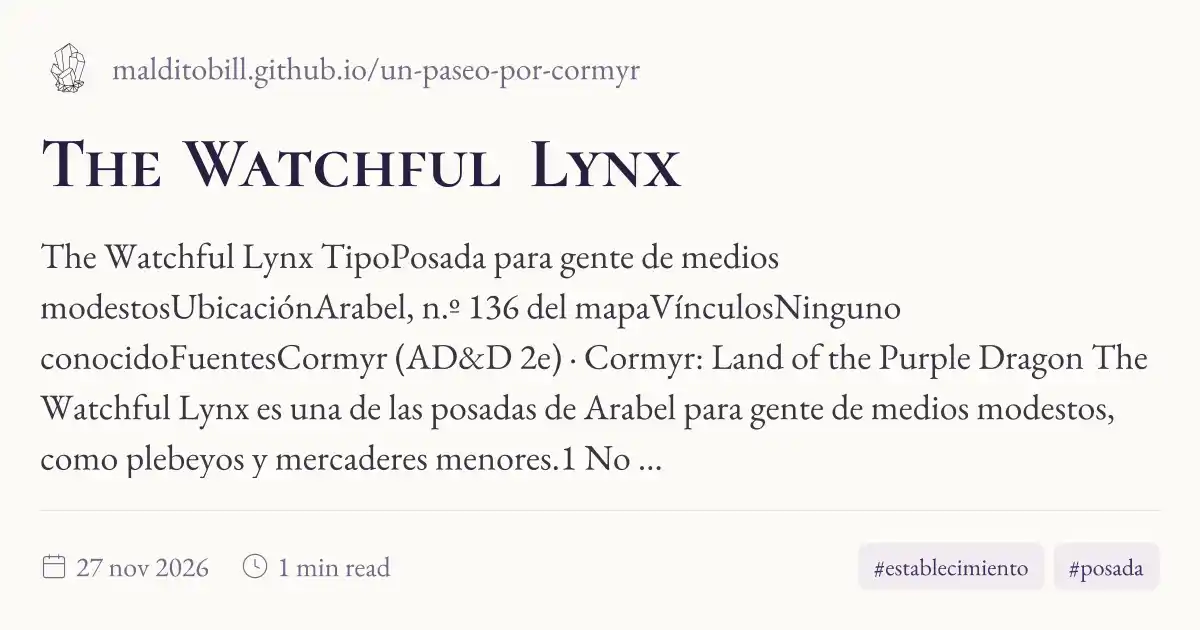 malditobill.github.io/un-paseo-por-cormyr
The Watchful Lynx
The Watchful Lynx TipoPosada para gente de medios
modestosUbicaciónArabel, n.º 136 del mapaVínculosNinguno
conocidoFuentesCormyr (AD&D 2e) · Cormyr: Land of the Purple Dragon The
Watchful Lynx es una de las posadas de Arabel para gente de medios modestos,
como plebeyos y mercaderes menores.1 No ...
27 nov 2026
1 min read
#establecimiento
#posada